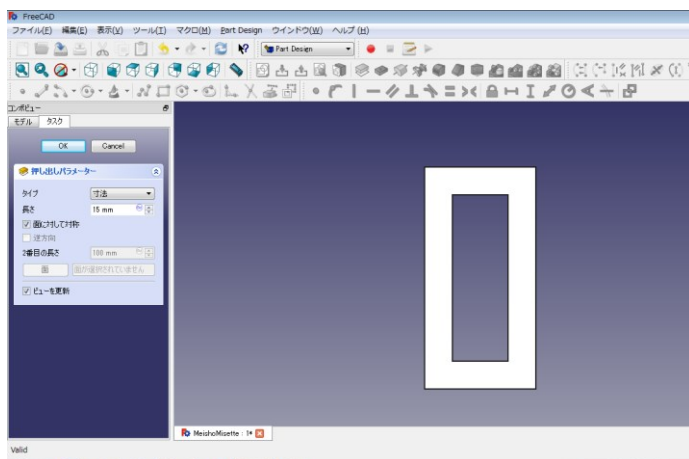 FreeCAD
ファイル(F) 編集(E) 表示(V) ツール(T) マクロ(M) Part Design ウインドウ(W) ヘルプ(H)
Part Design
コンボビュー
モデル タスク
OK Cancel
押し出しパラメーター
タイプ 寸法
長さ 15 mm
面に対して対称
逆方向
2番目の長さ 100 mm
面 面が選択されていません
ビューを更新
MeishoMisette : 1*
Valid